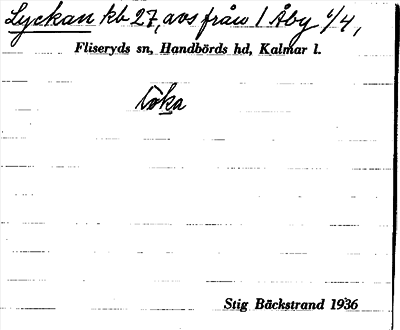 Lyckan kb 27, avs från 1 Åby 1/4,
Fliseryds sn, Handbörds hd, Kalmar l.
löka
Stig Bäckstrand 1936